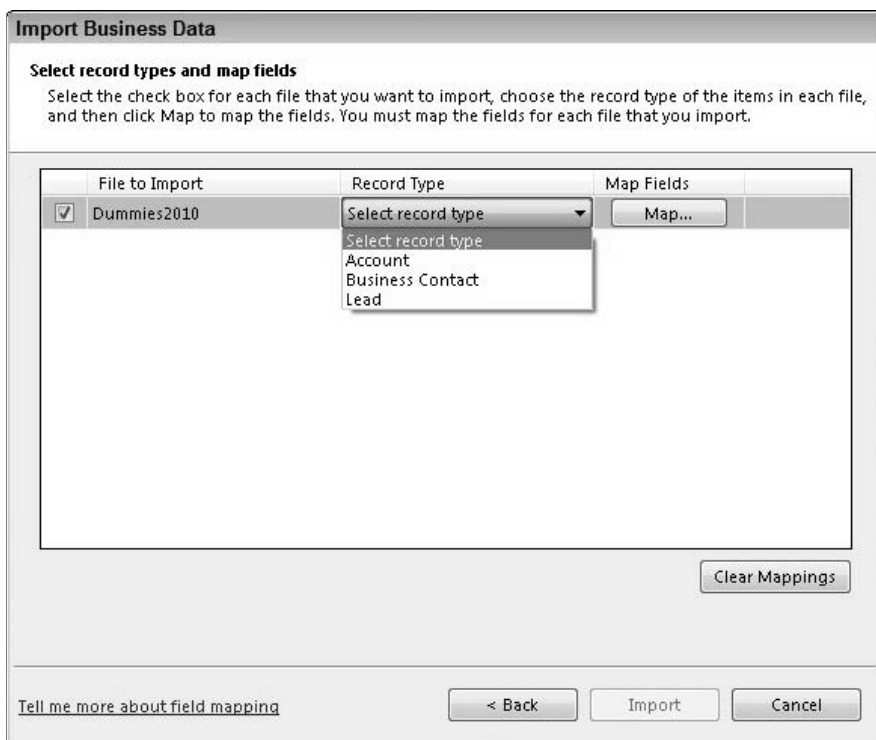 Import Business Data
Select record types and map fields
Select the check box for each file that you want to import, choose the record type of the items in each file,
and then click Map to map the fields. You must map the fields for each file that you import.
File to Import Record Type Map Fields
Dummies2010 Select record type Map...
Select record type
Account
Business Contact
Lead
Clear Mappings
Tell me more about field mapping < Back Import Cancel